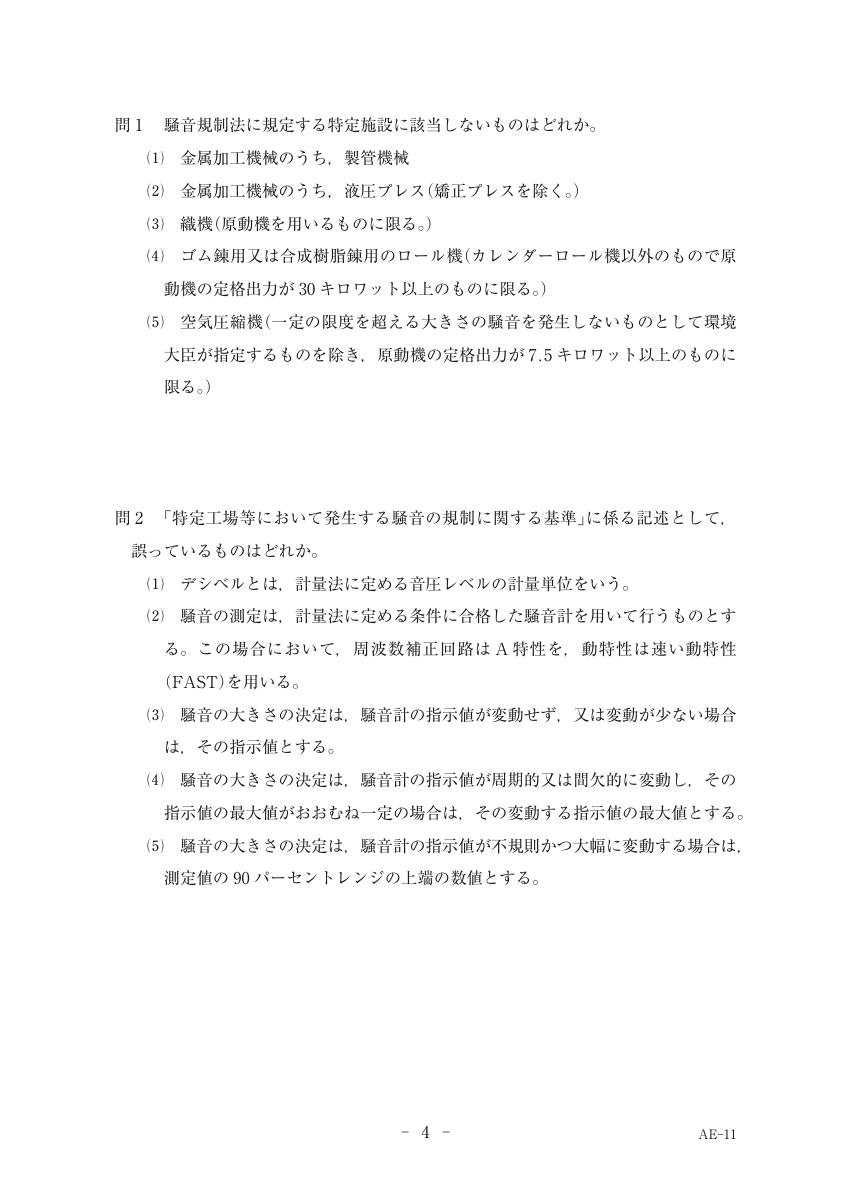 問1　騒音規制法に規定する特定施設に該当しないものはどれか。
⑴　金属加工機械のうち，製管機械
⑵　金属加工機械のうち，液圧プレス(矯正プレスを除く。)
⑶　織機(原動機を用いるものに限る。)
⑷　ゴム錬用又は合成樹脂錬用のロール機(カレンダーロール機以外のもので原
動機の定格出力が 30 キロワット以上のものに限る。)
⑸　空気圧縮機(一定の限度を超える大きさの騒音を発生しないものとして環境
大臣が指定するものを除き，原動機の定格出力が 7.5 キロワット以上のものに
限る。)
問2　「特定工場等において発生する騒音の規制に関する基準」に係る記述として，
誤っているものはどれか。
⑴　デシベルとは，計量法に定める音圧レベルの計量単位をいう。
⑵　騒音の測定は，計量法に定める条件に合格した騒音計を用いて行うものとす
る。この場合において，周波数補正回路は A 特性を，動特性は速い動特性
(FAST)を用いる。
⑶　騒音の大きさの決定は，騒音計の指示値が変動せず，又は変動が少ない場合
は，その指示値とする。
⑷　騒音の大きさの決定は，騒音計の指示値が周期的又は間欠的に変動し，その
指示値の最大値がおおむね一定の場合は，その変動する指示値の最大値とする。
⑸　騒音の大きさの決定は，騒音計の指示値が不規則かつ大幅に変動する場合は，
測定値の 90 パーセントレンジの上端の数値とする。
- 4 -
AE-11